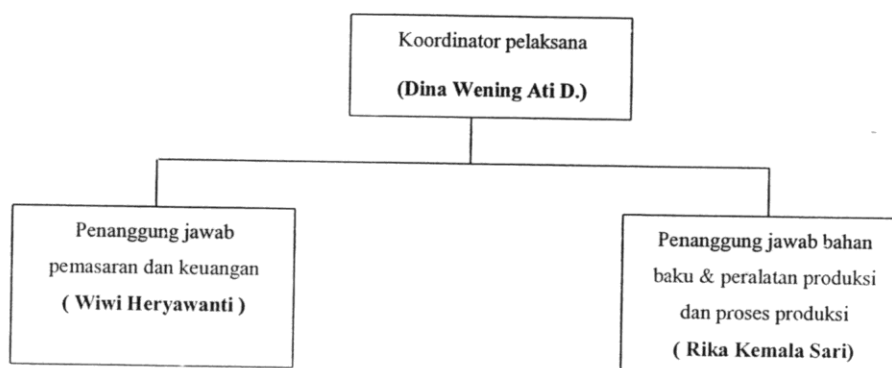 Koordinator pelaksana
(Dina Wening Ati D.)
Penanggung jawab
pemasaran dan keuangan
( Wiwi Heryawanti )
Penanggung jawab bahan
baku & peralatan produksi
dan proses produksi
( Rika Kemala Sari)